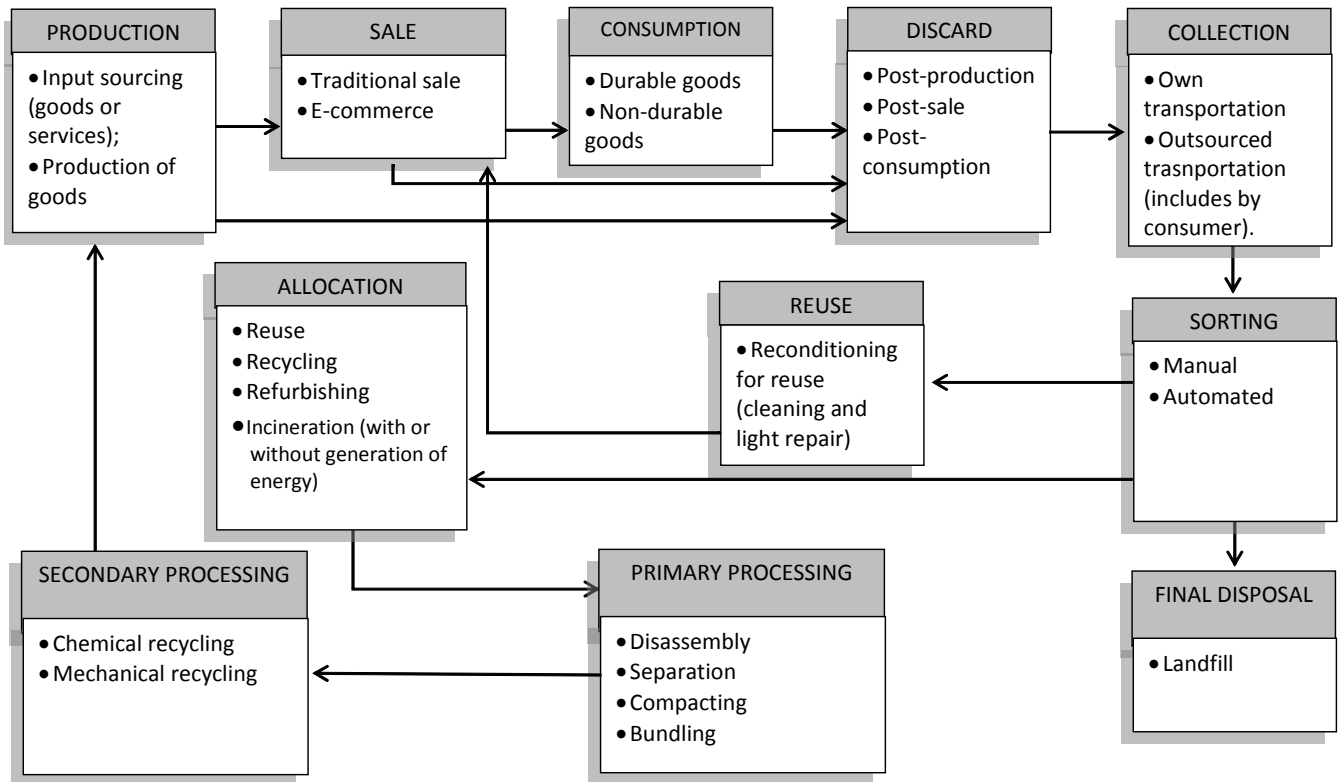 PRODUCTION
• Input sourcing
(goods or
services);
• Production of
goods
SALE
• Traditional sale
• E-commerce
CONSUMPTION
• Durable goods
• Non-durable
goods
DISCARD
• Post-production
• Post-sale
• Post-
consumption
COLLECTION
• Own
transportation
• Outsourced
trasnportation
(includes by
consumer).
ALLOCATION
• Reuse
• Recycling
• Refurbishing
• Incineration (with or
without generation of
energy)
REUSE
• Reconditioning
for reuse
(cleaning and
light repair)
SORTING
• Manual
• Automated
SECONDARY PROCESSING
• Chemical recycling
• Mechanical recycling
PRIMARY PROCESSING
• Disassembly
• Separation
• Compacting
• Bundling
FINAL DISPOSAL
• Landfill